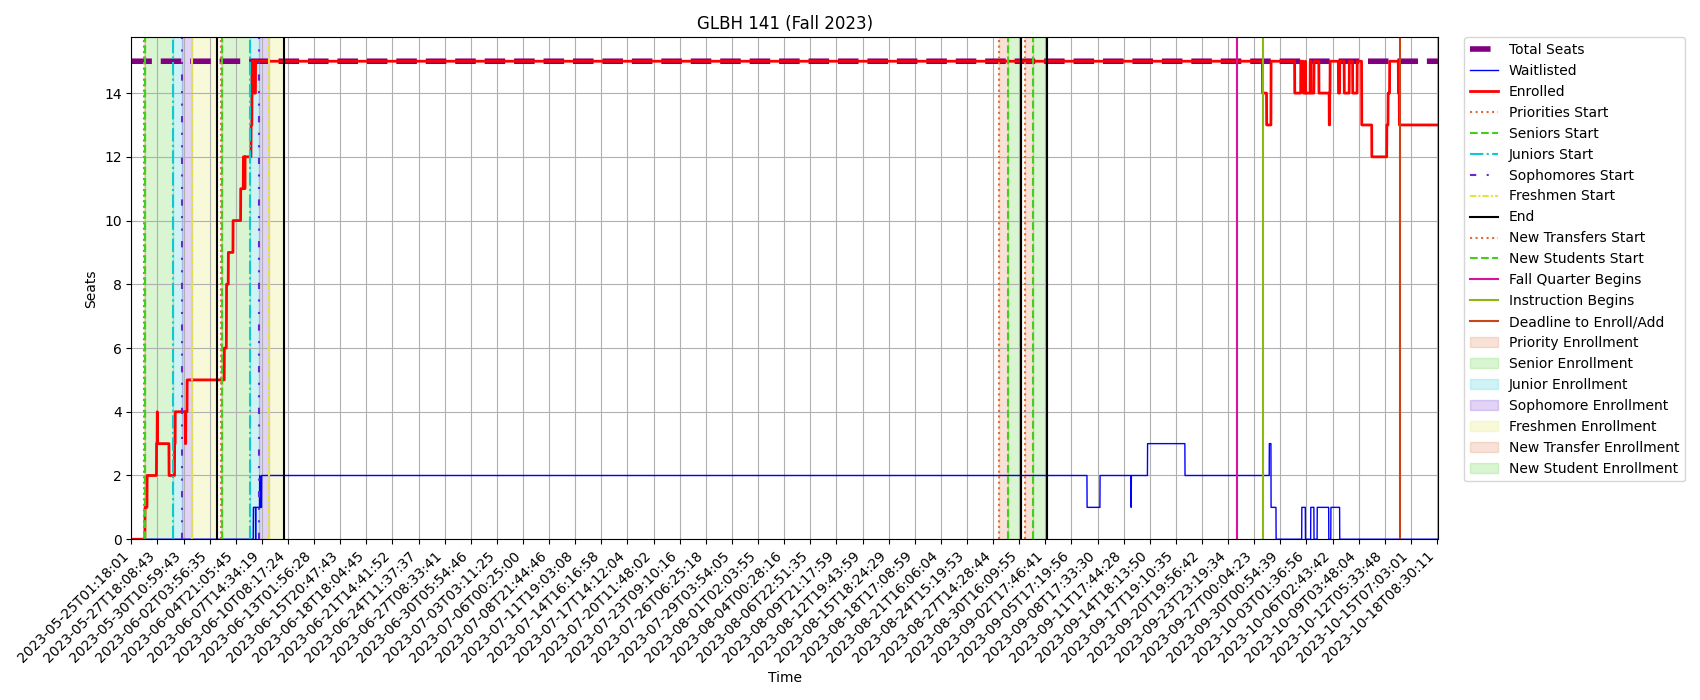 GLBH 141 (Fall 2023)
Seats
14
12
10
8
6
4
2
0
2023-05-25T01:18:01
2023-05-27T18:08:43
2023-05-30T10:59:43
2023-06-02T03:56:35
2023-06-04T21:05:45
2023-06-07T14:34:19
2023-06-10T08:17:24
2023-06-13T01:56:28
2023-06-15T20:47:43
2023-06-18T18:04:45
2023-06-21T14:41:52
2023-06-24T11:37:37
2023-06-27T08:33:41
2023-06-30T05:54:46
2023-07-03T03:11:25
2023-07-06T00:25:00
2023-07-08T21:44:46
2023-07-11T19:03:08
2023-07-14T16:16:58
2023-07-17T14:12:04
2023-07-20T11:48:02
2023-07-23T09:10:16
2023-07-26T06:25:18
2023-07-29T03:54:05
2023-08-01T02:03:55
2023-08-04T00:28:16
2023-08-06T22:51:35
2023-08-09T21:17:59
2023-08-12T19:43:59
2023-08-15T18:24:29
2023-08-18T17:08:59
2023-08-21T16:06:04
2023-08-24T15:19:53
2023-08-27T14:28:44
2023-08-30T16:09:55
2023-09-02T17:46:41
2023-09-05T17:19:56
2023-09-08T17:33:30
2023-09-11T17:44:28
2023-09-14T18:13:50
2023-09-17T19:10:35
2023-09-20T19:56:42
2023-09-23T23:19:34
2023-09-27T00:04:23
2023-09-30T00:54:39
2023-10-03T01:36:56
2023-10-06T02:43:42
2023-10-09T03:48:04
2023-10-12T05:33:48
2023-10-15T07:03:01
2023-10-18T08:30:11
Time
Total Seats
Waitlisted
Enrolled
Priorities Start
Seniors Start
Juniors Start
Sophomores Start
Freshmen Start
End
New Transfers Start
New Students Start
Fall Quarter Begins
Instruction Begins
Deadline to Enroll/Add
Priority Enrollment
Senior Enrollment
Junior Enrollment
Sophomore Enrollment
Freshmen Enrollment
New Transfer Enrollment
New Student Enrollment